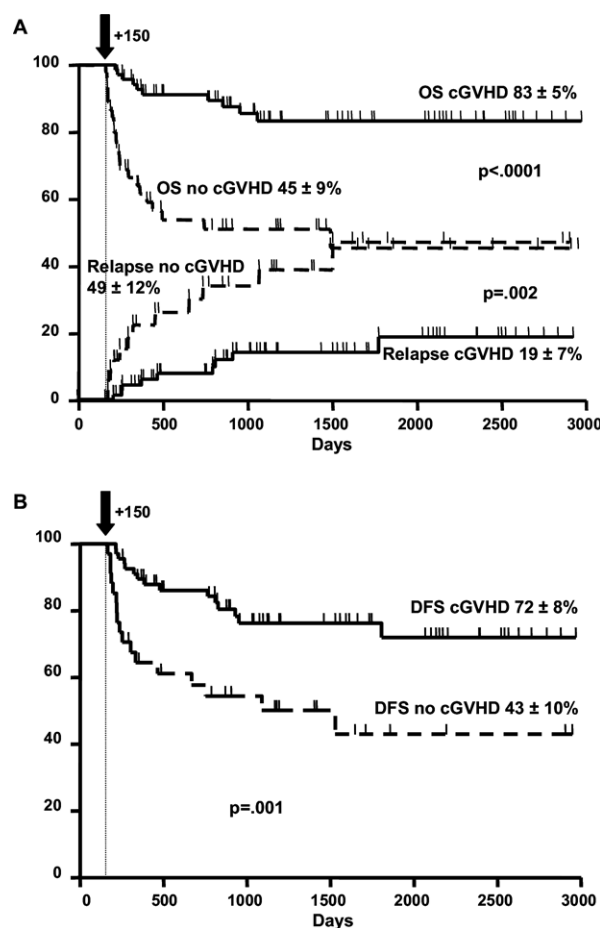 A
+150
100
80
60
40
20
0
OS cGVHD 83 ± 5%
p<.0001
OS no cGVHD 45 ± 9%
Relapse no cGVHD
49 ± 12%
p=.002
Relapse cGVHD 19 ± 7%
0 500 1000 1500 2000 2500 3000
Days
B
+150
100
80
60
40
20
0
DFS cGVHD 72 ± 8%
DFS no cGVHD 43 ± 10%
p=.001
0 500 1000 1500 2000 2500 3000
Days